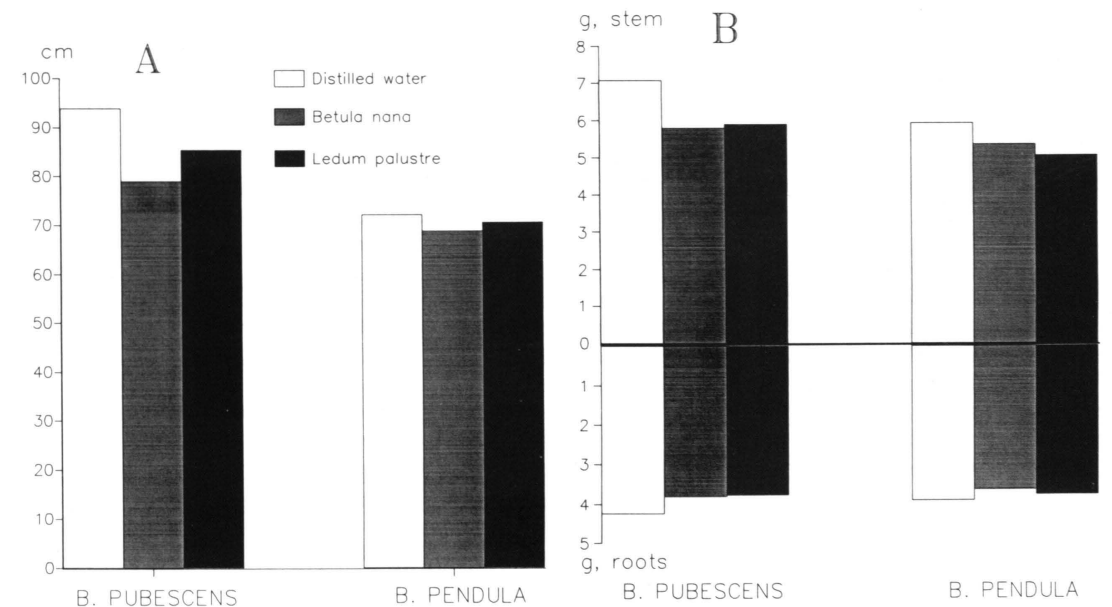 A
cm
100
90
80
70
60
50
40
30
20
10
0
Distilled water
Betula nana
Ledum palustre
B. PUBESCENS
B. PENDULA
B
g, stem
8
7
6
5
4
3
2
1
0
1
2
3
4
5
g, roots
B. PUBESCENS
B. PENDULA